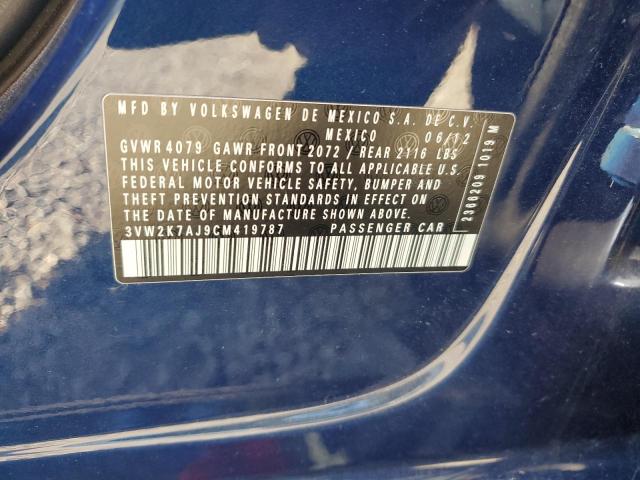 MFD BY VOLKSWAGEN DE MEXICO S.A. DE C.V.
MEXICO 06/12
GVWR 4079 GAWR FRONT 2072 / REAR 2116 LBS
THIS VEHICLE CONFORMS TO ALL APPLICABLE U.S.
FEDERAL MOTOR VEHICLE SAFETY, BUMPER AND
THEFT PREVENTION STANDARDS IN EFFECT ON
THE DATE OF MANUFACTURE SHOWN ABOVE.
3VW2K7AJ9CM419787 PASSENGER CAR
2366209 1019 M